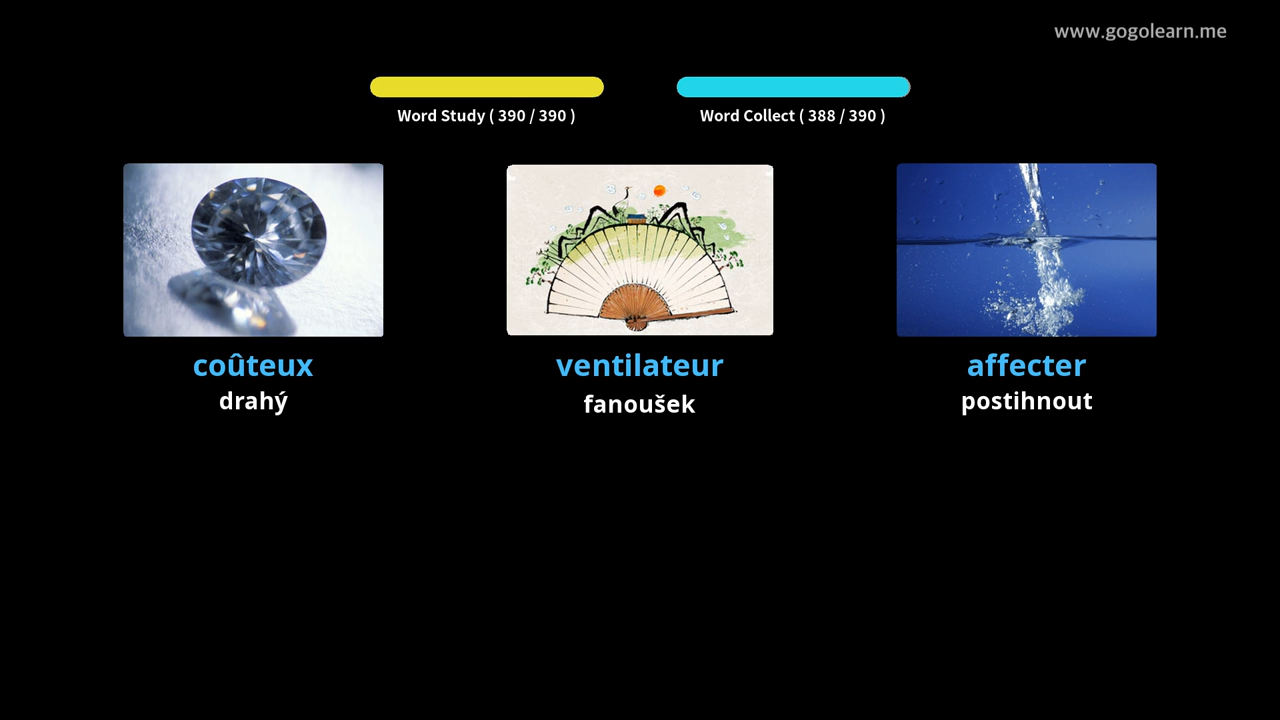 www.gogolearn.me
Word Study ( 390 / 390 )
Word Collect ( 388 / 390 )
coûteux
drahý
ventilateur
fanoušek
affecter
postihnout